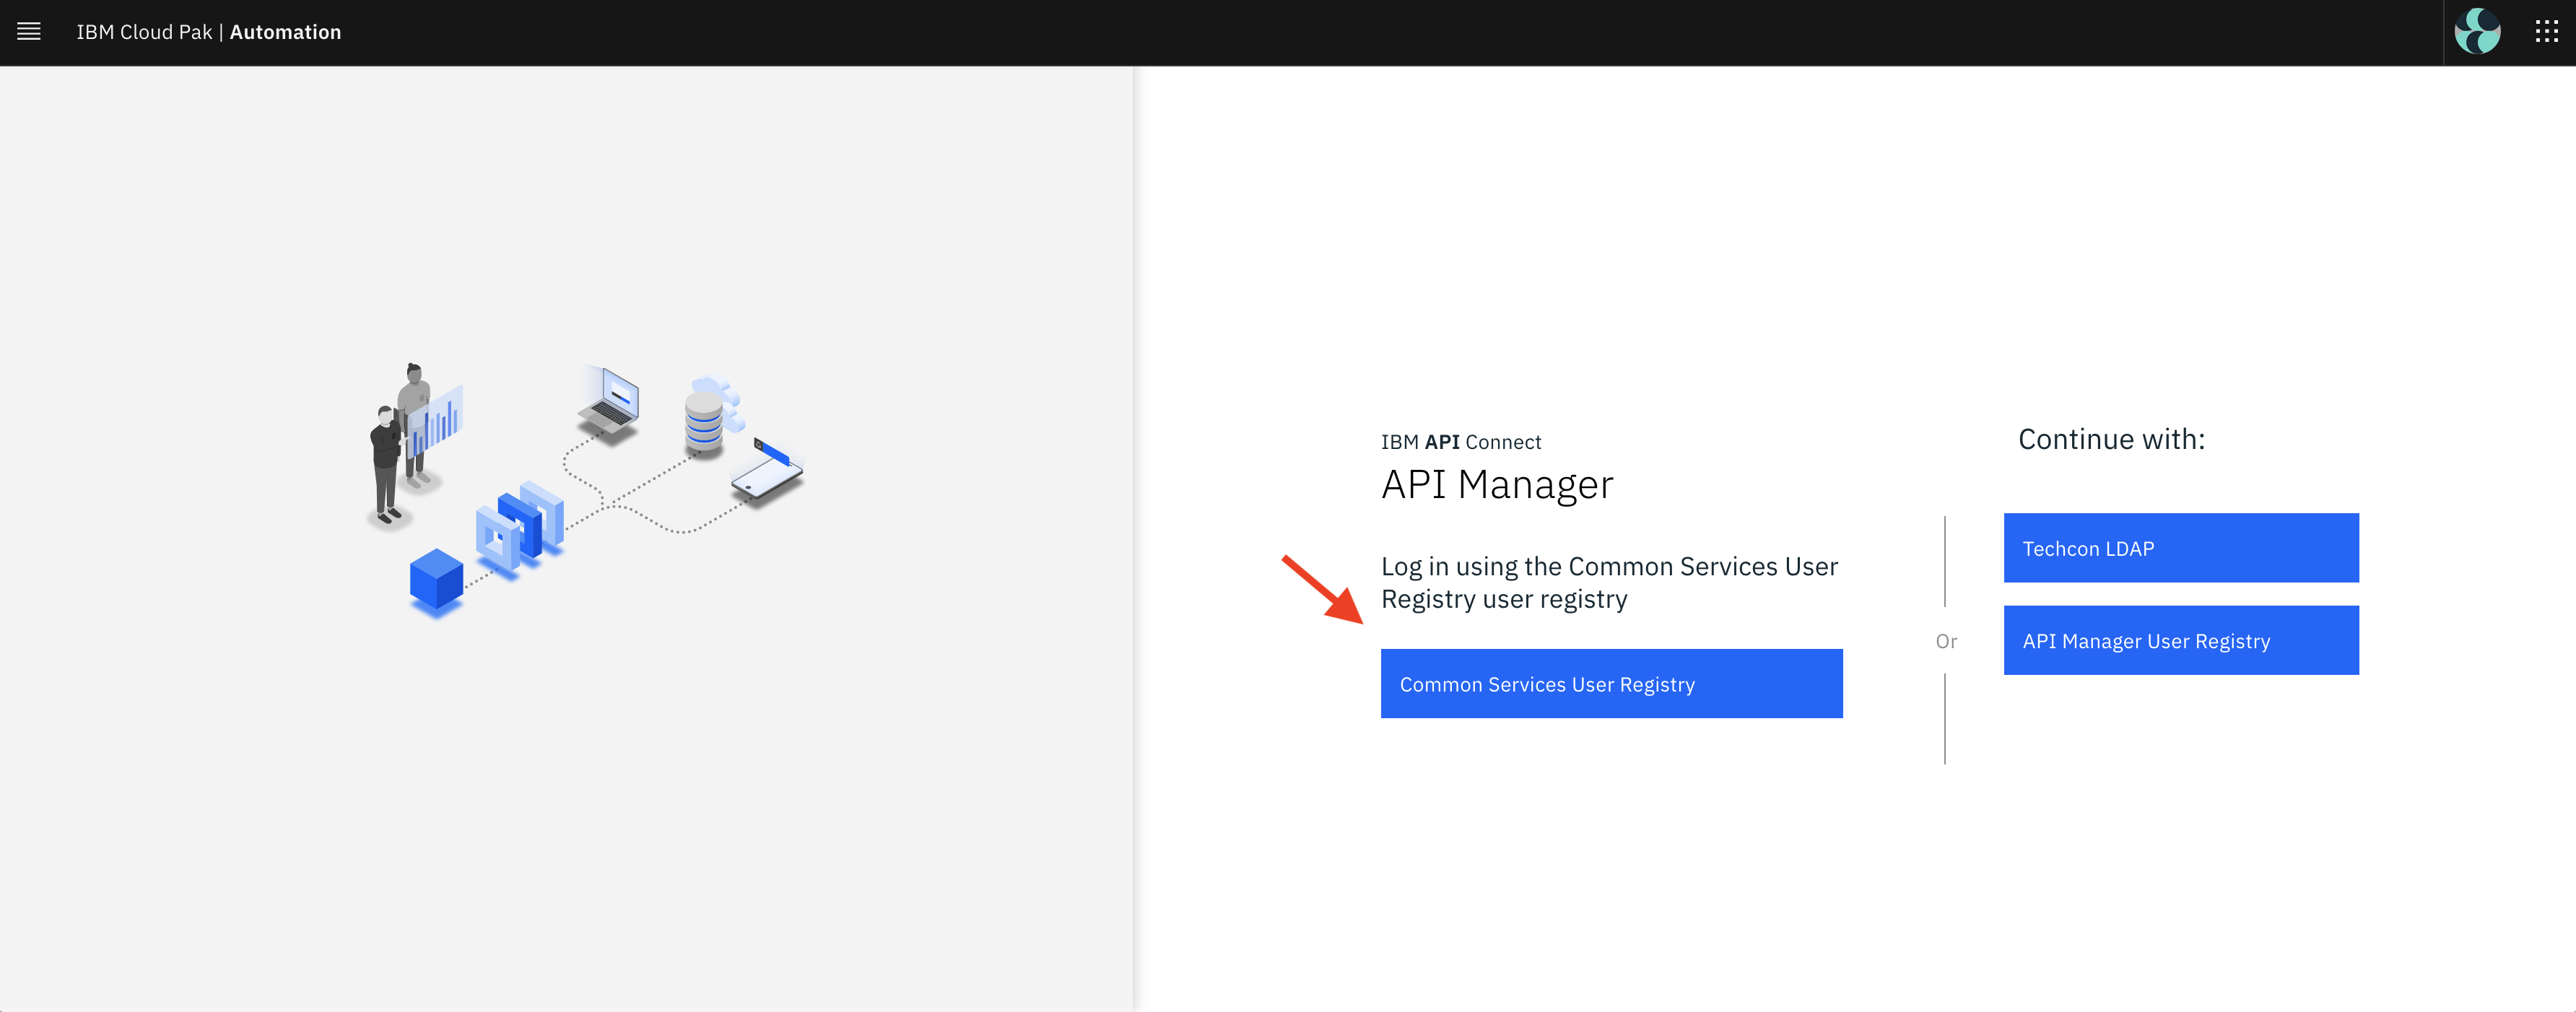 IBM Cloud Pak | Automation
IBM API Connect
API Manager
Log in using the Common Services User
Registry user registry
Common Services User Registry
Or
Continue with:
Techcon LDAP
API Manager User Registry